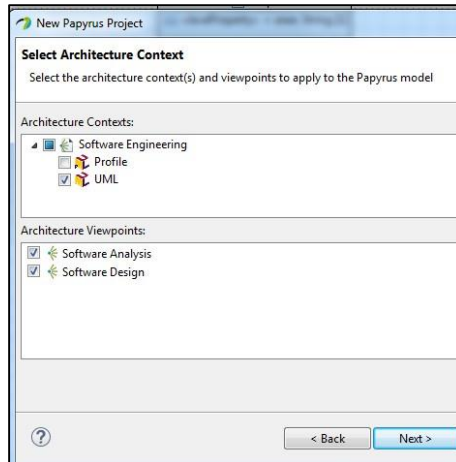 New Papyrus Project
Select Architecture Context
Select the architecture context(s) and viewpoints to apply to the Papyrus model
Architecture Contexts:
Software Engineering
Profile
UML
Architecture Viewpoints:
Software Analysis
Software Design
?
< Back Next >